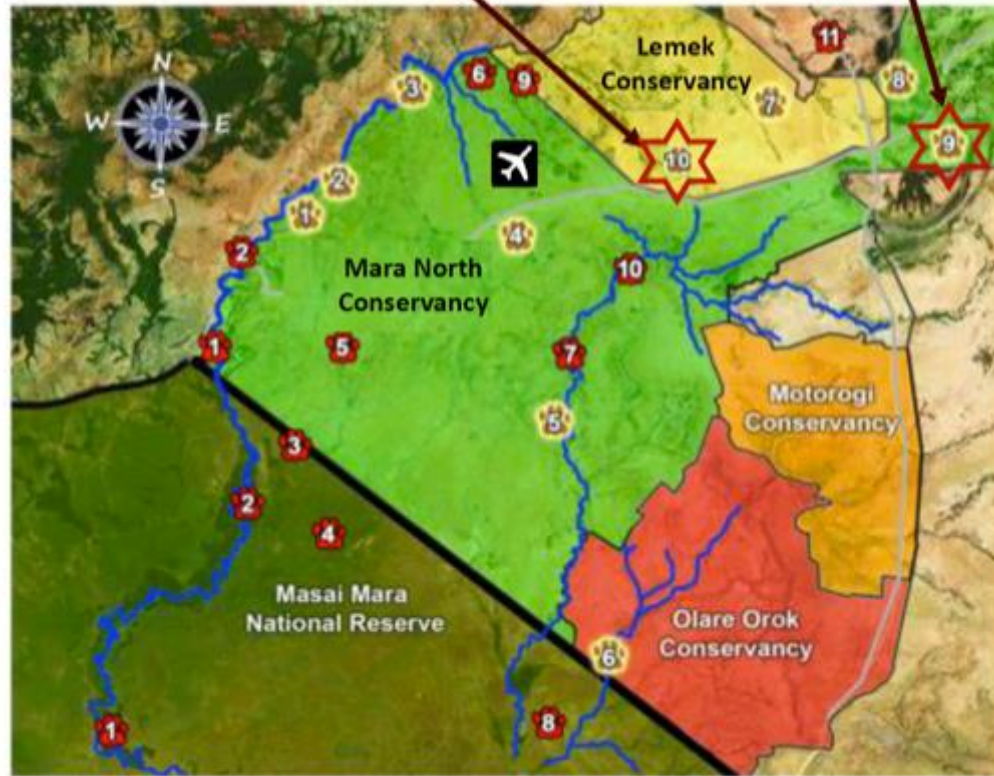 Lemek
Conservancy
11
8
7
9
3
6
9
10
N
W
E
S
2
1
4
2
10
Mara North
Conservancy
1
5
7
Motorogi
Conservancy
5
3
2
4
Masai Mara
National Reserve
Olare Orok
Conservancy
6
8
1